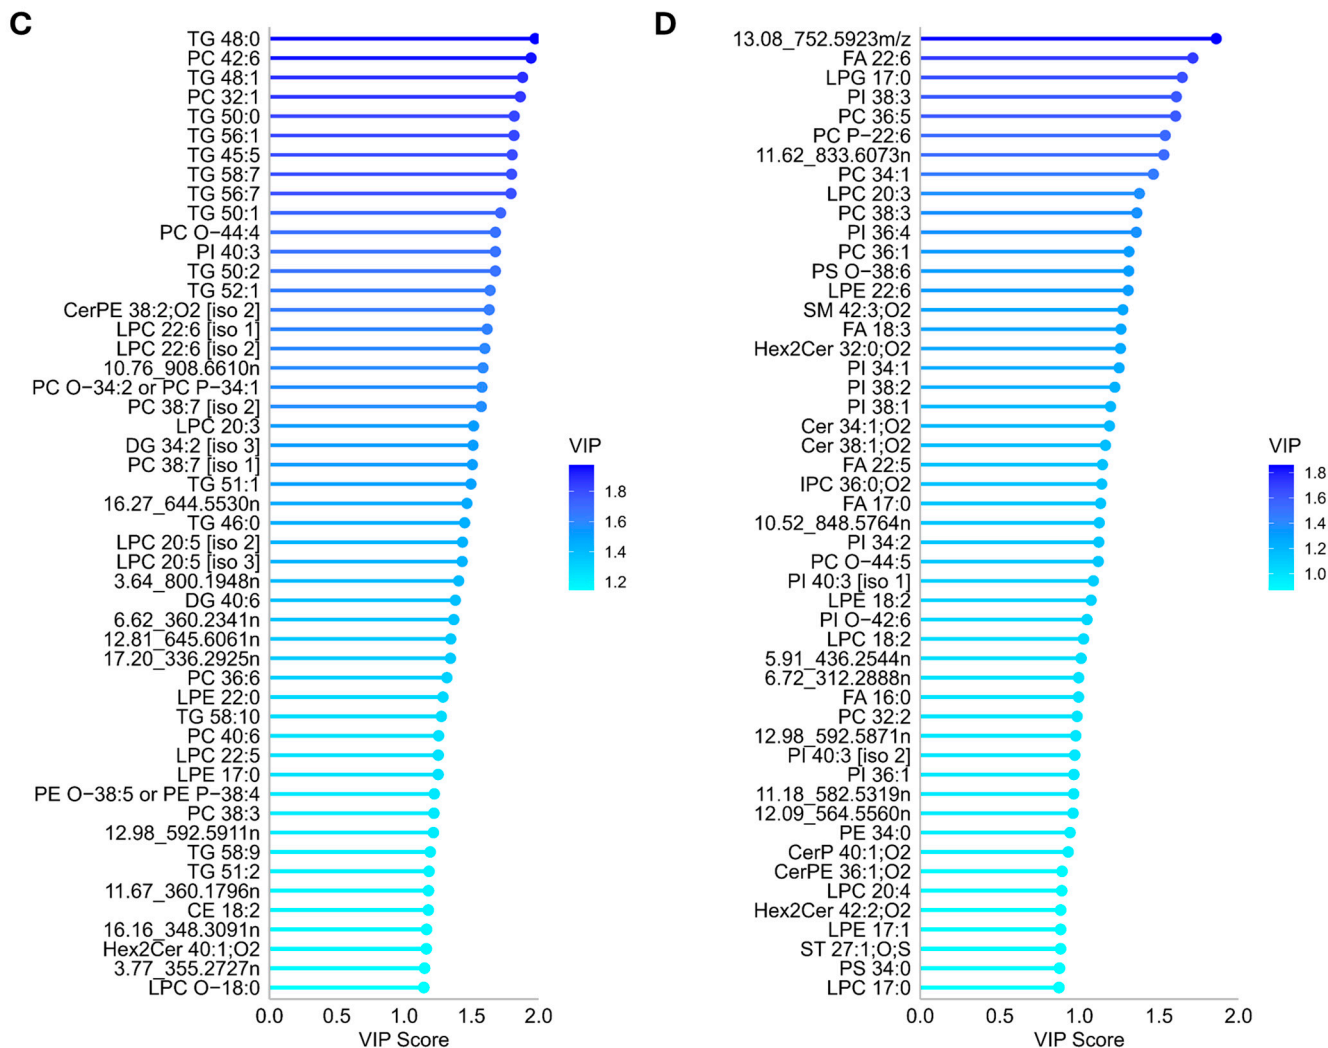 C
TG 48:0
PC 42:6
TG 48:1
PC 32:1
TG 50:0
TG 56:1
TG 45:5
TG 58:7
TG 56:7
TG 50:1
PC O−44:4
PI 40:3
TG 50:2
TG 52:1
CerPE 38:2;O2 [iso 2]
LPC 22:6 [iso 1]
LPC 22:6 [iso 2]
10.76_908.6610n
PC O−34:2 or PC P−34:1
PC 38:7 [iso 2]
LPC 20:3
DG 34:2 [iso 3]
PC 38:7 [iso 1]
TG 51:1
16.27_644.5530n
TG 46:0
LPC 20:5 [iso 2]
LPC 20:5 [iso 3]
3.64_800.1948n
DG 40:6
6.62_360.2341n
12.81_645.6061n
17.20_336.2925n
PC 36:6
LPE 22:0
TG 58:10
PC 40:6
LPC 22:5
LPE 17:0
PE O−38:5 or PE P−38:4
PC 38:3
12.98_592.5911n
TG 58:9
TG 51:2
11.67_360.1796n
CE 18:2
16.16_348.3091n
Hex2Cer 40:1;O2
3.77_355.2727n
LPC O−18:0
0.0 0.5 1.0 1.5 2.0
VIP Score
VIP
1.8
1.6
1.4
1.2
D
13.08_752.5923m/z
FA 22:6
LPG 17:0
PI 38:3
PC 36:5
PC P−22:6
11.62_833.6073n
PC 34:1
LPC 20:3
PC 38:3
PI 36:4
PC 36:1
PS O−38:6
LPE 22:6
SM 42:3;O2
FA 18:3
Hex2Cer 32:0;O2
PI 34:1
PI 38:2
PI 38:1
Cer 34:1;O2
Cer 38:1;O2
FA 22:5
IPC 36:0;O2
FA 17:0
10.52_848.5764n
PI 34:2
PC O−44:5
PI 40:3 [iso 1]
LPE 18:2
PI O−42:6
LPC 18:2
5.91_436.2544n
6.72_312.2888n
FA 16:0
PC 32:2
12.98_592.5871n
PI 40:3 [iso 2]
PI 36:1
11.18_582.5319n
12.09_564.5560n
PE 34:0
CerP 40:1;O2
CerPE 36:1;O2
LPC 20:4
Hex2Cer 42:2;O2
LPE 17:1
ST 27:1;O;S
PS 34:0
LPC 17:0
0.0 0.5 1.0 1.5 2.0
VIP Score
VIP
1.8
1.6
1.4
1.2
1.0